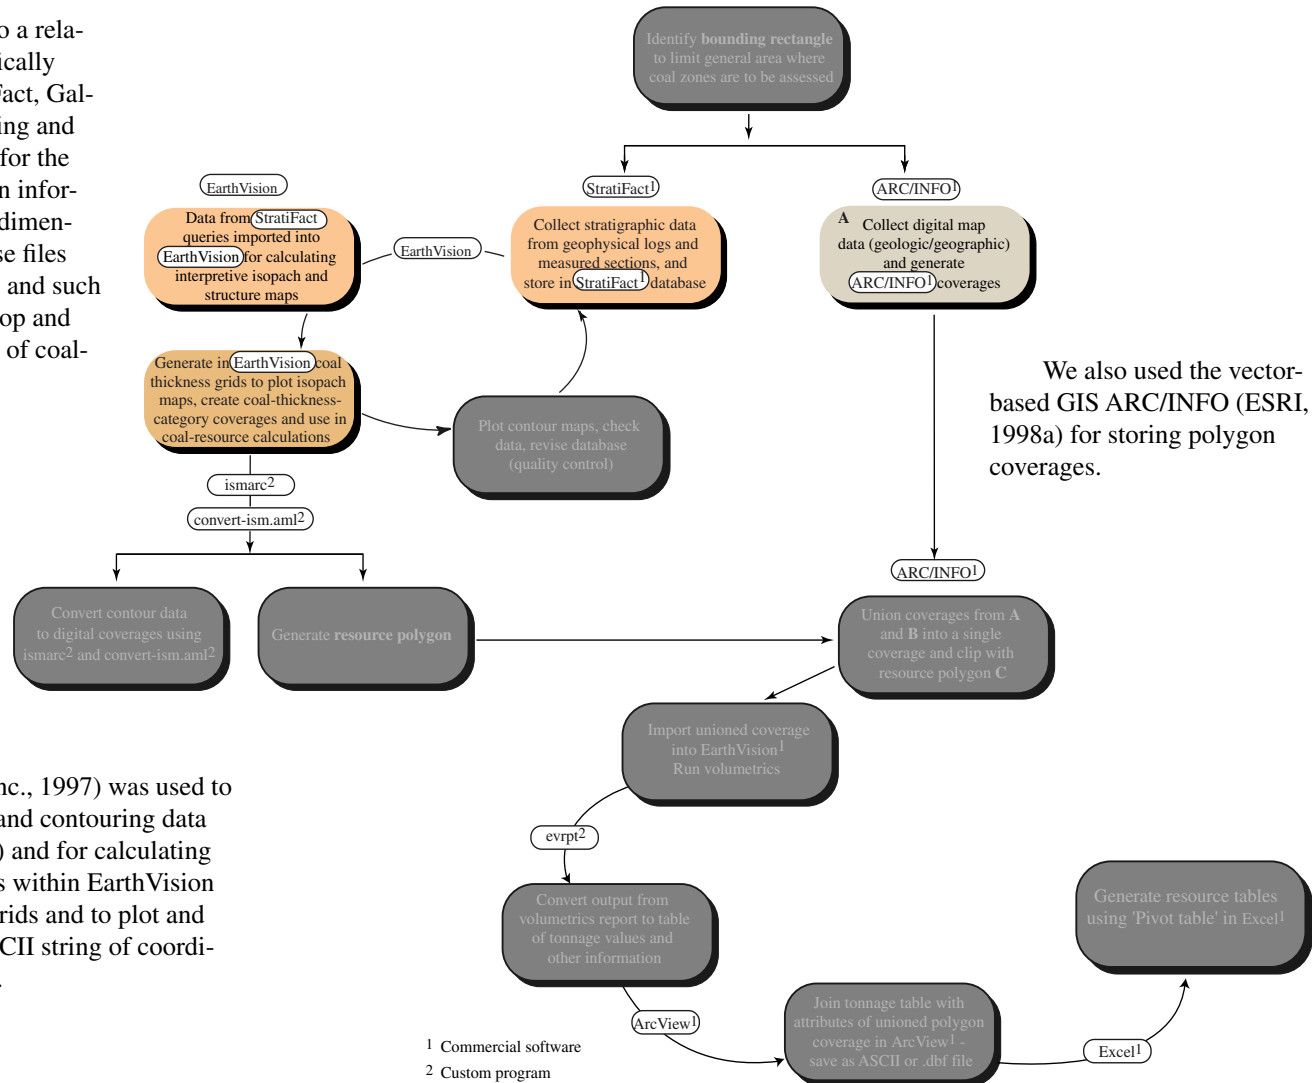 o a rela-
ically
Fact, Gal-
ing and
for the
n infor-
dimen-
se files
and such
op and
of coal-
Identify bounding rectangle
to limit general area where
coal zones are to be assessed
EarthVision
StratiFact1
ARC/INFO1
Data from StratiFact
queries imported into
EarthVision for calculating
interpretive isopach and
structure maps
EarthVision
Collect stratigraphic data
from geophysical logs and
measured sections, and
store in StratiFact1 database
A Collect digital map
data (geologic/geographic)
and generate
ARC/INFO1 coverages
Generate in EarthVision coal
thickness grids to plot isopach
maps, create coal-thickness-
category coverages and use in
coal-resource calculations
Plot contour maps, check
data, revise database
(quality control)
We also used the vector-
based GIS ARC/INFO (ESRI,
1998a) for storing polygon
coverages.
ismarc2
convert-ism.aml2
ARC/INFO1
Convert contour data
to digital coverages using
ismarc2 and convert-ism.aml2
Generate resource polygon
Union coverages from A
and B into a single
coverage and clip with
resource polygon C
Import unioned coverage
into EarthVision1
Run volumetrics
nc., 1997) was used to
and contouring data
) and for calculating
s within EarthVision
rids and to plot and
CII string of coordi-
.
evrpt2
Convert output from
volumetrics report to table
of tonnage values and
other information
Generate resource tables
using 'Pivot table' in Excel1
ArcView1
Join tonnage table with
attributes of unioned polygon
coverage in ArcView1 -
save as ASCII or .dbf file
Excel1
1 Commercial software
2 Custom program